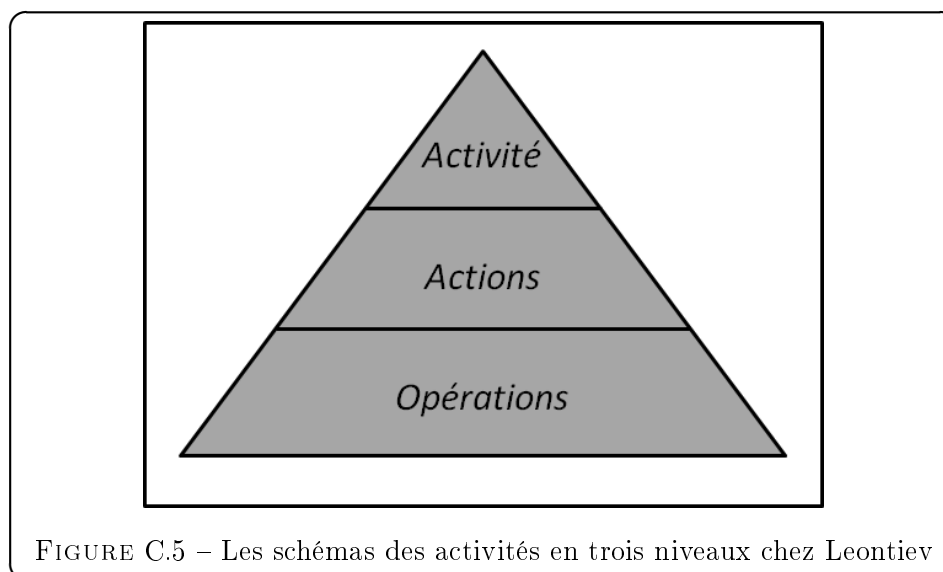 Activité
Actions
Opérations
FIGURE C.5 – Les schémas des activités en trois niveaux chez Leontiev